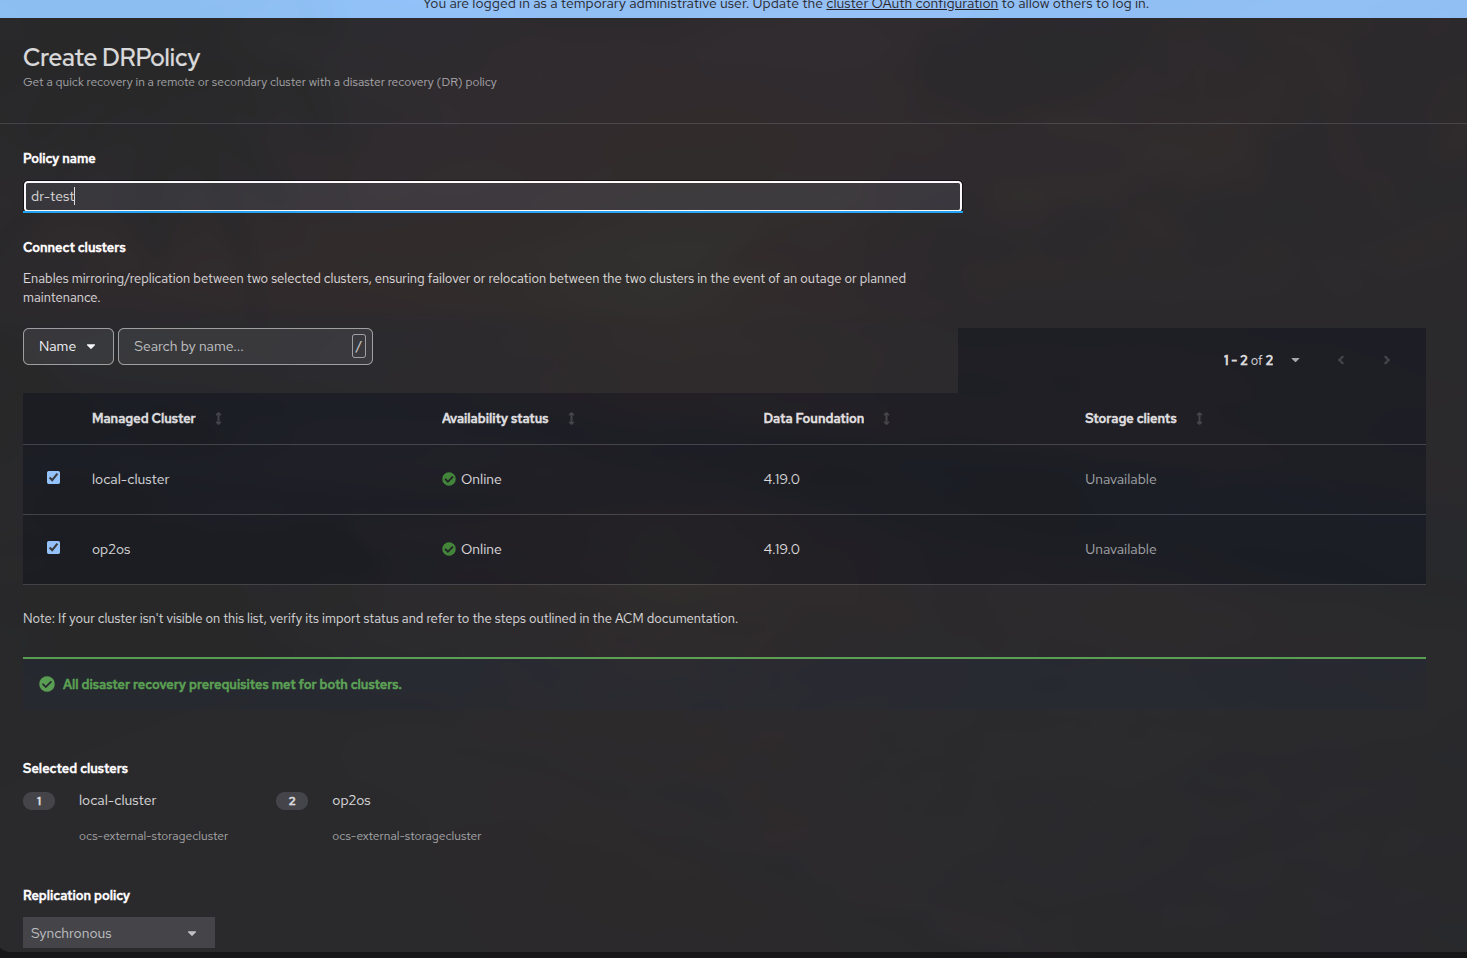 You are logged in as a temporary administrative user. Update the cluster OAuth configuration to allow others to log in.
Create DRPolicy
Get a quick recovery in a remote or secondary cluster with a disaster recovery (DR) policy
Policy name
dr-test
Connect clusters
Enables mirroring/replication between two selected clusters, ensuring failover or relocation between the two clusters in the event of an outage or planned
maintenance.
Name Search by name... /
1 - 2 of 2
Managed Cluster Availability status Data Foundation Storage clients
local-cluster Online 4.19.0 Unavailable
op2os Online 4.19.0 Unavailable
Note: If your cluster isn't visible on this list, verify its import status and refer to the steps outlined in the ACM documentation.
All disaster recovery prerequisites met for both clusters.
Selected clusters
1 local-cluster 2 op2os
ocs-external-storagecluster ocs-external-storagecluster
Replication policy
Synchronous